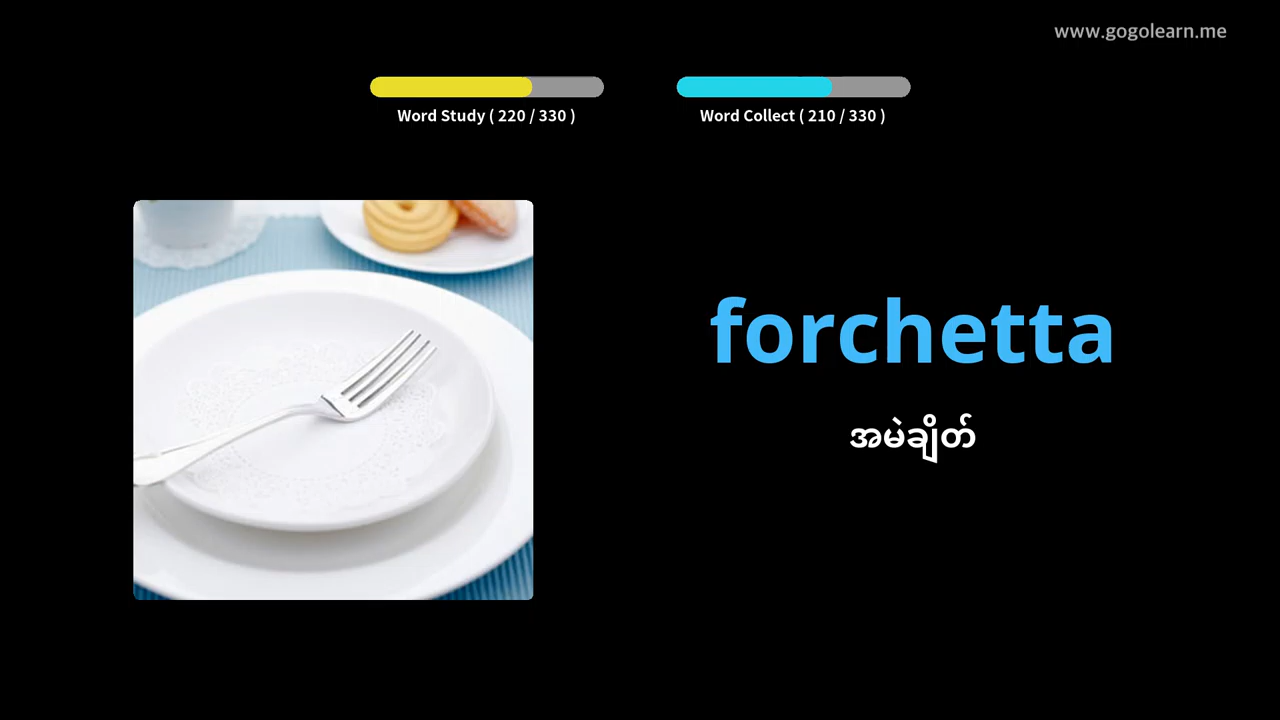 www.gogolearn.me
Word Study ( 220 / 330 )
Word Collect ( 210 / 330 )
forchetta
အမဲချိတ်